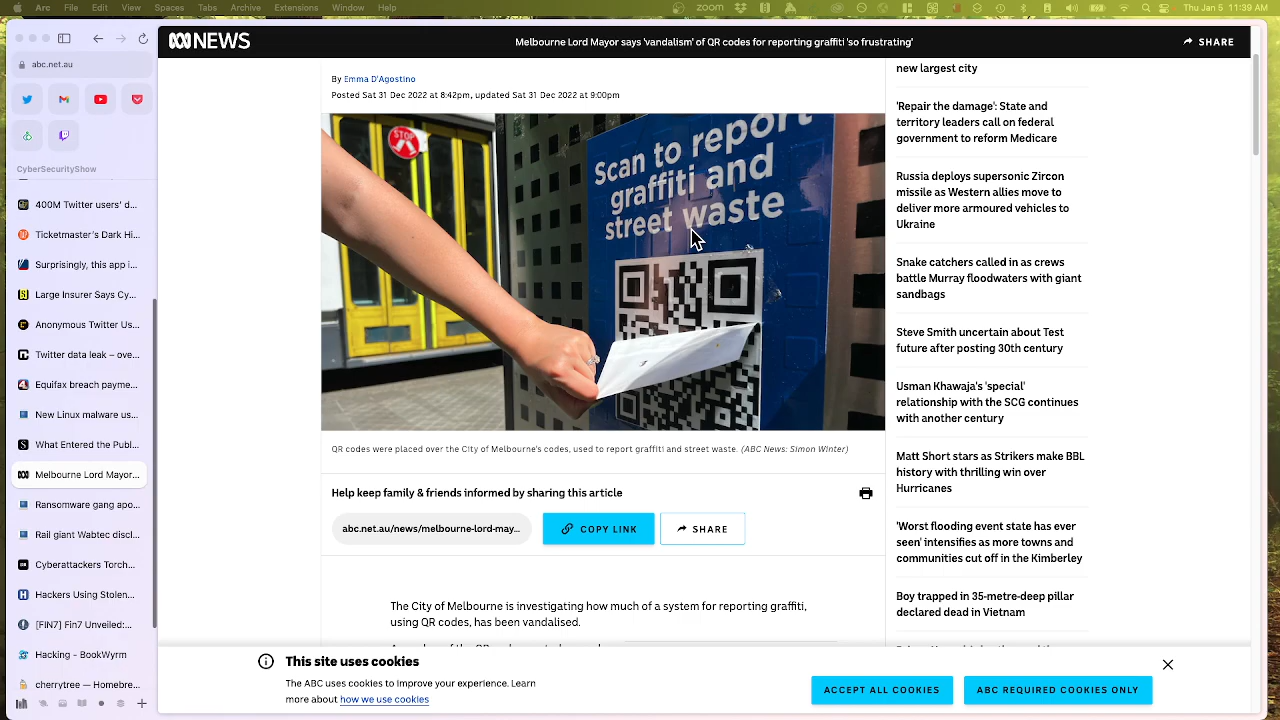 Apple Arc File Edit View Spaces Tabs Archive Extensions Window Help
zoom
Thu Jan 5 11:39 AM
NEWS
Melbourne Lord Mayor says 'vandalism' of QR codes for reporting graffiti 'so frustrating'
SHARE
abc.net.au
CyberSecurityShow
400M Twitter users' d...
Ticketmaster's Dark Hi...
Surprisingly, this app i...
Large Insurer Says Cy...
Anonymous Twitter Us...
Twitter data leak – ove...
Equifax breach payme...
New Linux malware us...
What Entered the Publ...
Melbourne Lord Mayor...
Ransomware gang apo...
Rail giant Wabtec discl...
Cyberattackers Torch...
Hackers Using Stolen...
[FIN7] Fin7 Unveiled:...
Hacking – BookWyrm
By Emma D'Agostino
Posted Sat 31 Dec 2022 at 8:42pm, updated Sat 31 Dec 2022 at 9:00pm
STOP
Scan to report
graffiti and
street waste
QR codes were placed over the City of Melbourne's codes, used to report graffiti and street waste. (ABC News: Simon Winter)
Help keep family & friends informed by sharing this article
abc.net.au/news/melbourne-lord-may...
COPY LINK
SHARE
The City of Melbourne is investigating how much of a system for reporting graffiti,
using QR codes, has been vandalised.
new largest city
'Repair the damage': State and
territory leaders call on federal
government to reform Medicare
Russia deploys supersonic Zircon
missile as Western allies move to
deliver more armoured vehicles to
Ukraine
Snake catchers called in as crews
battle Murray floodwaters with giant
sandbags
Steve Smith uncertain about Test
future after posting 30th century
Usman Khawaja's 'special'
relationship with the SCG continues
with another century
Matt Short stars as Strikers make BBL
history with thrilling win over
Hurricanes
'Worst flooding event state has ever
seen' intensifies as more towns and
communities cut off in the Kimberley
Boy trapped in 35-metre-deep pillar
declared dead in Vietnam
This site uses cookies
The ABC uses cookies to improve your experience. Learn
more about how we use cookies
ACCEPT ALL COOKIES
ABC REQUIRED COOKIES ONLY